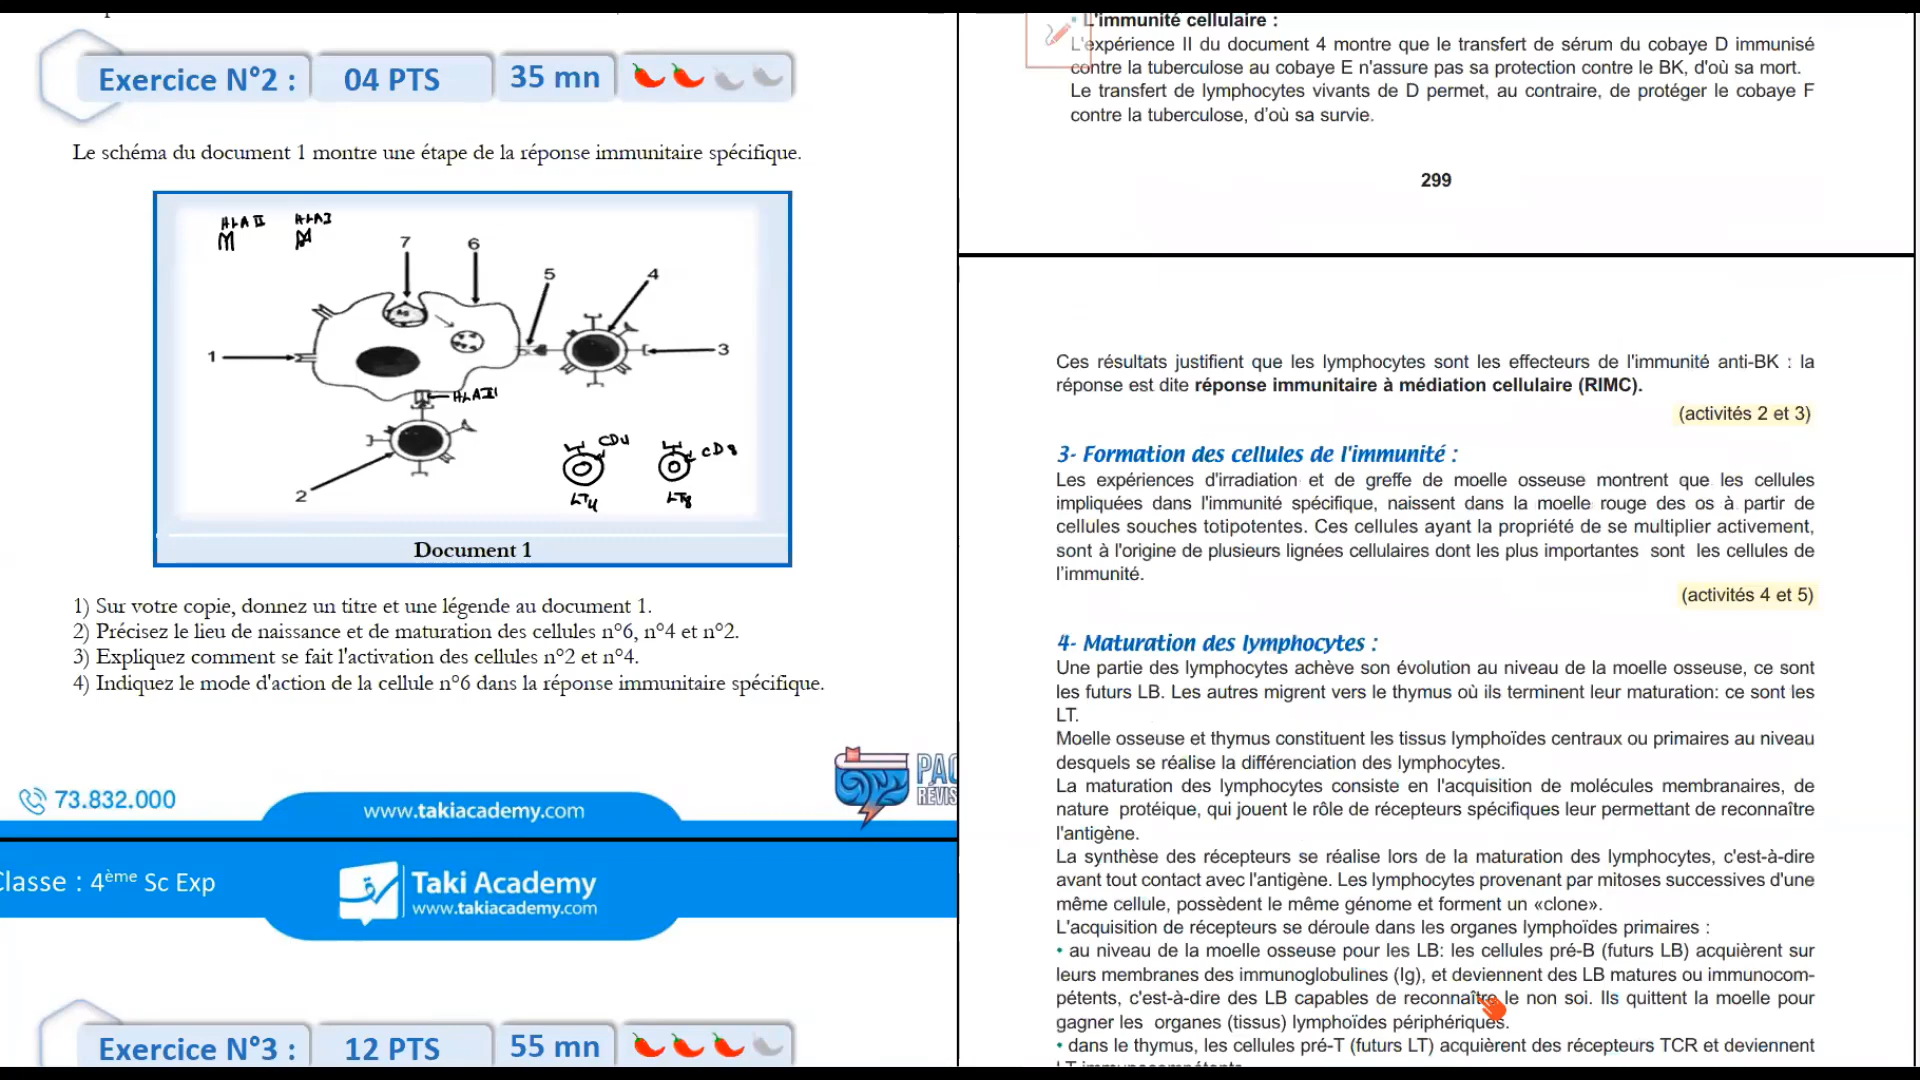 Exercice N°2 :
04 PTS
35 mn
Le schéma du document 1 montre une étape de la réponse immunitaire spécifique.
HLA II
HLA I
7
6
5
4
1
3
HLA II
CD4
CD8
2
LT4
LT8
Document 1
1) Sur votre copie, donnez un titre et une légende au document 1.
2) Précisez le lieu de naissance et de maturation des cellules n°6, n°4 et n°2.
3) Expliquez comment se fait l'activation des cellules n°2 et n°4.
4) Indiquez le mode d'action de la cellule n°6 dans la réponse immunitaire spécifique.
73.832.000
www.takiacademy.com
PAC
REVIS
Classe : 4ème Sc Exp
Taki Academy
www.takiacademy.com
Exercice N°3 :
12 PTS
55 mn
L'immunité cellulaire :
L'expérience II du document 4 montre que le transfert de sérum du cobaye D immunisé
contre la tuberculose au cobaye E n'assure pas sa protection contre le BK, d'où sa mort.
Le transfert de lymphocytes vivants de D permet, au contraire, de protéger le cobaye F
contre la tuberculose, d'où sa survie.
299
Ces résultats justifient que les lymphocytes sont les effecteurs de l'immunité anti-BK : la
réponse est dite réponse immunitaire à médiation cellulaire (RIMC).
(activités 2 et 3)
3- Formation des cellules de l'immunité :
Les expériences d'irradiation et de greffe de moelle osseuse montrent que les cellules
impliquées dans l'immunité spécifique, naissent dans la moelle rouge des os à partir de
cellules souches totipotentes. Ces cellules ayant la propriété de se multiplier activement,
sont à l'origine de plusieurs lignées cellulaires dont les plus importantes sont les cellules de
l'immunité.
(activités 4 et 5)
4- Maturation des lymphocytes :
Une partie des lymphocytes achève son évolution au niveau de la moelle osseuse, ce sont
les futurs LB. Les autres migrent vers le thymus où ils terminent leur maturation: ce sont les
LT.
Moelle osseuse et thymus constituent les tissus lymphoïdes centraux ou primaires au niveau
desquels se réalise la différenciation des lymphocytes.
La maturation des lymphocytes consiste en l'acquisition de molécules membranaires, de
nature protéique, qui jouent le rôle de récepteurs spécifiques leur permettant de reconnaître
l'antigène.
La synthèse des récepteurs se réalise lors de la maturation des lymphocytes, c'est-à-dire
avant tout contact avec l'antigène. Les lymphocytes provenant par mitoses successives d'une
même cellule, possèdent le même génome et forment un «clone».
L'acquisition de récepteurs se déroule dans les organes lymphoïdes primaires :
• au niveau de la moelle osseuse pour les LB: les cellules pré-B (futurs LB) acquièrent sur
leurs membranes des immunoglobulines (Ig), et deviennent des LB matures ou immunocom-
pétents, c'est-à-dire des LB capables de reconnaître le non soi. Ils quittent la moelle pour
gagner les organes (tissus) lymphoïdes périphériques.
• dans le thymus, les cellules pré-T (futurs LT) acquièrent des récepteurs TCR et deviennent